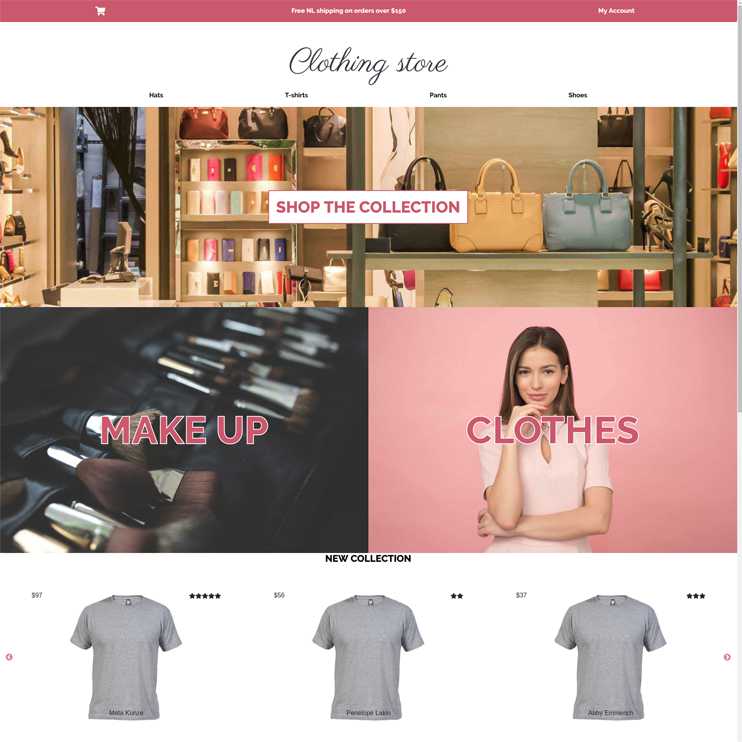 Free NL shipping on orders over $150
My Account
Clothing store
Hats
T-shirts
Pants
Shoes
SHOP THE COLLECTION
MAKE UP
CLOTHES
NEW COLLECTION
$97
$56
$37
Meta Kunze
Penelope Lakin
Abby Emmerich